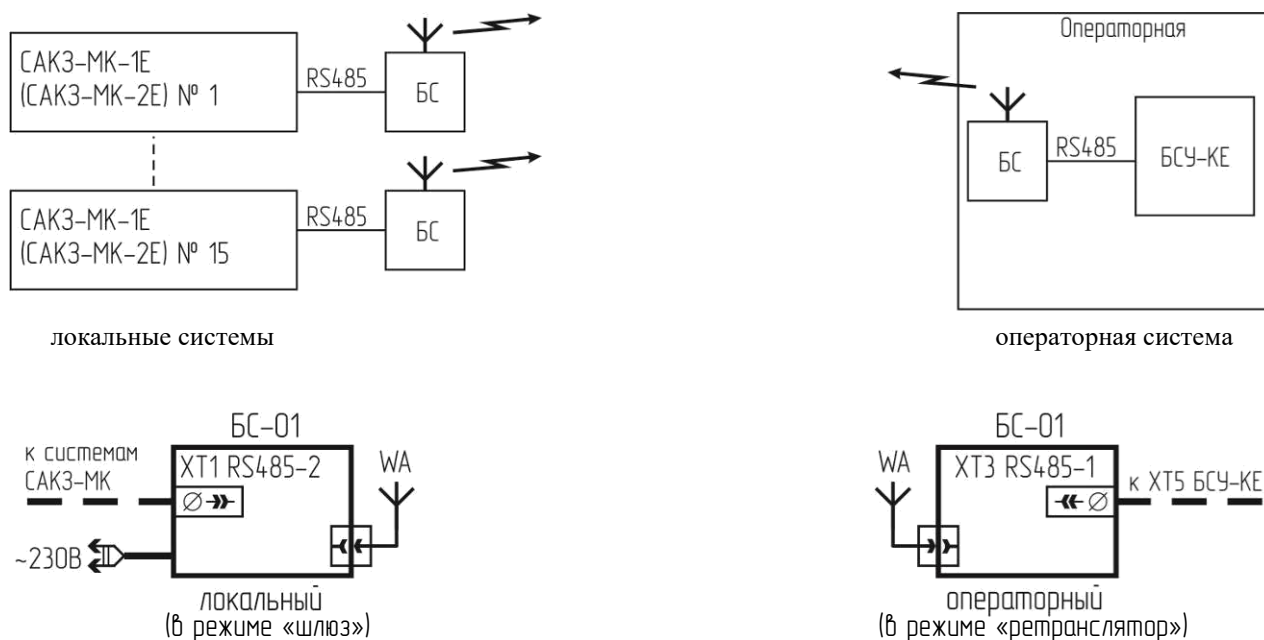 САКЗ-МК-1Е
(САКЗ-МК-2Е) № 1
RS485
БС
САКЗ-МК-1Е
(САКЗ-МК-2Е) № 15
RS485
БС
локальные системы
Операторная
БС
RS485
БСУ-КЕ
операторная система
БС-01
к системам
САКЗ-МК
XT1 RS485-2
WA
~230В
локальный
(в режиме «шлюз»)
БС-01
WA
XT3 RS485-1
к XT5 БСУ-КЕ
операторный
(в режиме «ретранслятор»)